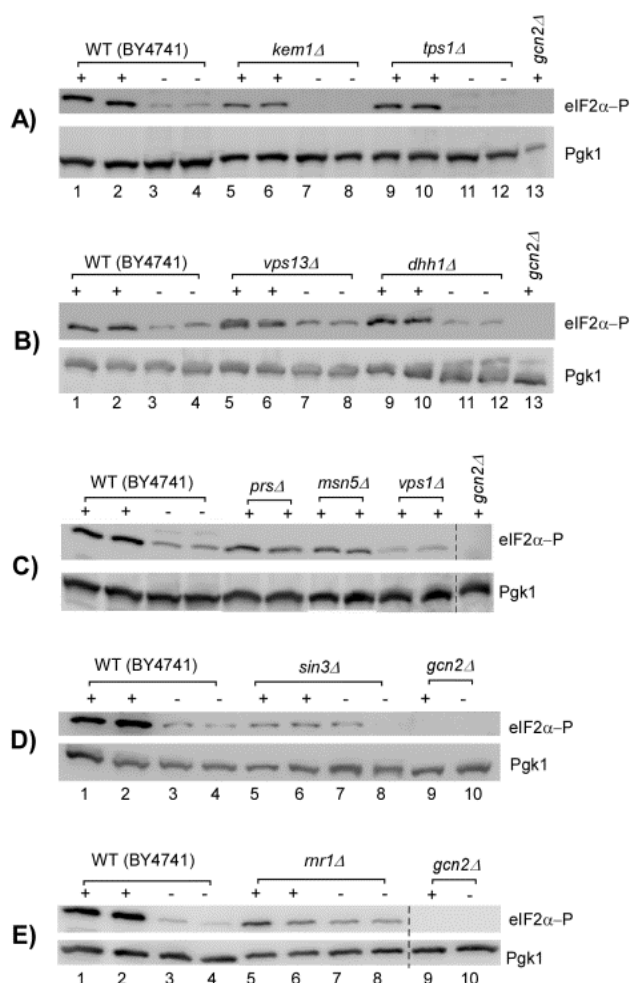 WT (BY4741) kem1Δ tps1Δ gcn2Δ
+ + - - + + - - + + - - +
eIF2α-P
A)
Pgk1
1 2 3 4 5 6 7 8 9 10 11 12 13
WT (BY4741) vps13Δ dhh1Δ gcn2Δ
+ + - - + + - - + + - - +
eIF2α-P
B)
Pgk1
1 2 3 4 5 6 7 8 9 10 11 12 13
WT (BY4741) prsΔ msn5Δ vps1Δ gcn2Δ
+ + - - + + + + + + +
eIF2α-P
C)
Pgk1
WT (BY4741) sin3Δ gcn2Δ
+ + - - + + - - + -
eIF2α-P
D)
Pgk1
1 2 3 4 5 6 7 8 9 10
WT (BY4741) mr1Δ gcn2Δ
+ + - - + + - - + -
eIF2α-P
E)
Pgk1
1 2 3 4 5 6 7 8 9 10